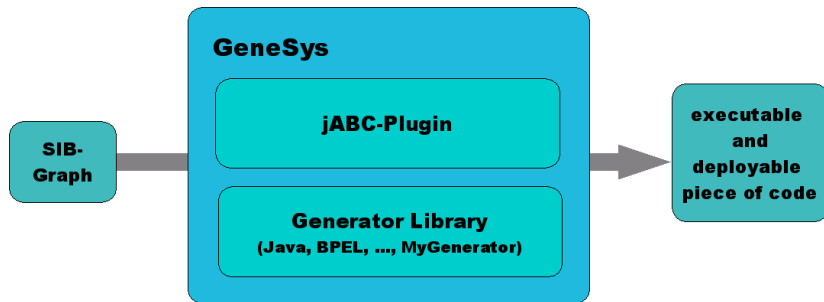 GeneSys
jABC-Plugin
SIB-
Graph
Generator Library
(Java, BPEL, ..., MyGenerator)
executable
and
deployable
piece of code